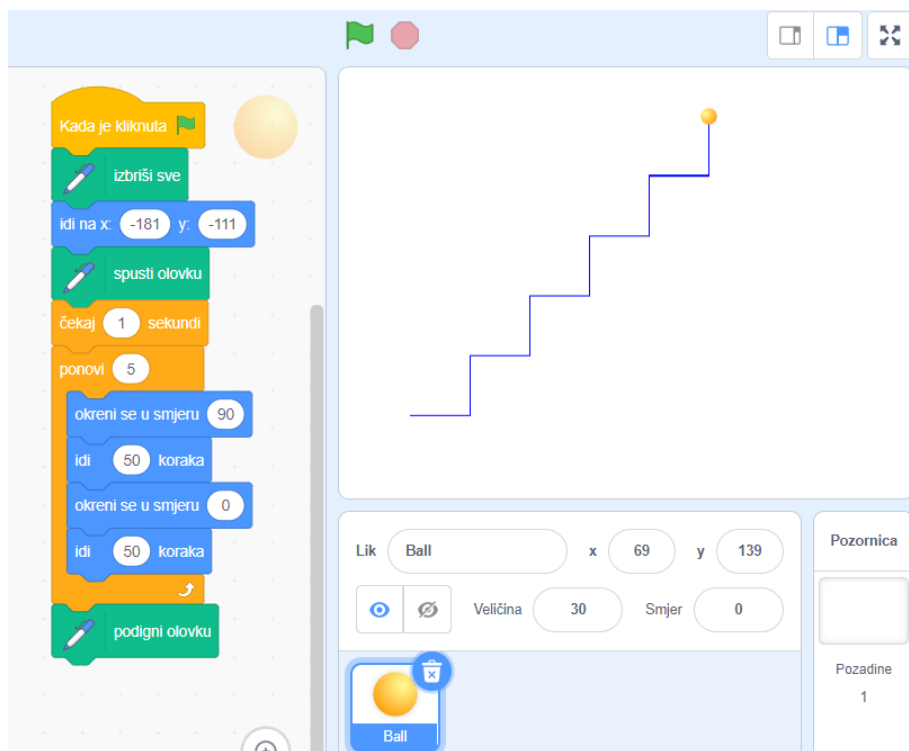 Kada je kliknuta
izbriši sve
idi na x: -181 y: -111
spusti olovku
čekaj 1 sekundi
ponovi 5
okreni se u smjeru 90
idi 50 koraka
okreni se u smjeru 0
idi 50 koraka
podigni olovku
Lik Ball x 69 y 139
Veličina 30 Smjer 0
Ball
Pozornica
Pozadine
1